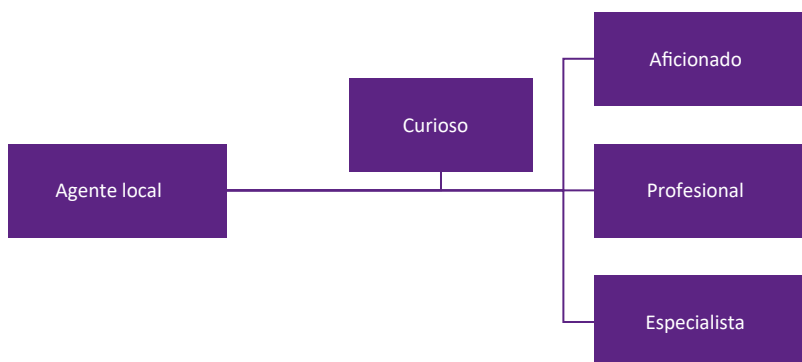 Aficionado
Curioso
Agente local
Profesional
Especialista